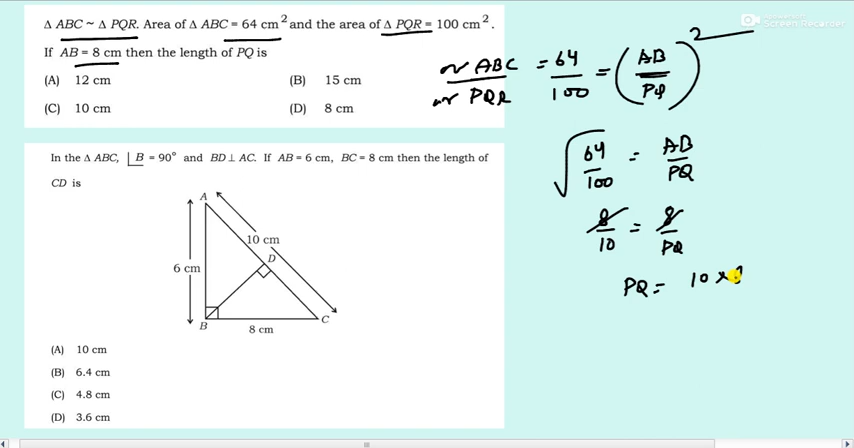 Δ ABC ~ Δ PQR. Area of Δ ABC = 64 cm² and the area of Δ PQR = 100 cm².
If AB = 8 cm then the length of PQ is
(A) 12 cm (B) 15 cm
(C) 10 cm (D) 8 cm
In the Δ ABC, ∟B = 90° and BD ⊥ AC. If AB = 6 cm, BC = 8 cm then the length of
CD is
A
10 cm
D
6 cm
B
C
8 cm
(A) 10 cm
(B) 6.4 cm
(C) 4.8 cm
(D) 3.6 cm
ar ABC / ar PQR = 64/100 = (AB/PQ)²
√64/100 = AB/PQ
8/10 = 8/PQ
PQ = 10 ×
Screen Recorder